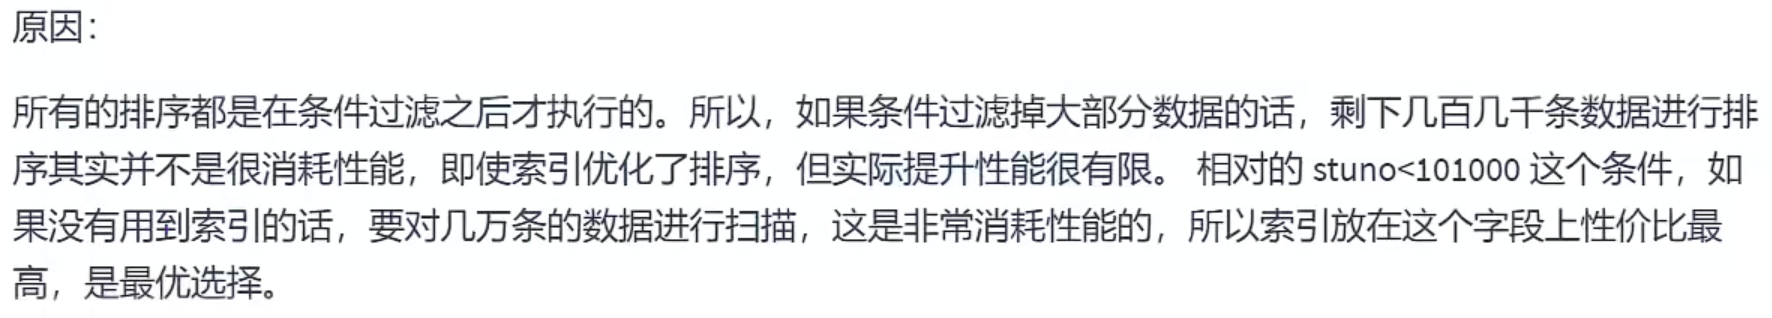 原因：
所有的排序都是在条件过滤之后才执行的。所以，如果条件过滤掉大部分数据的话，剩下几百几千条数据进行排
序其实并不是很消耗性能，即使索引优化了排序，但实际提升性能很有限。 相对的 stuno<101000 这个条件，如
果没有用到索引的话，要对几万条的数据进行扫描，这是非常消耗性能的，所以索引放在这个字段上性价比最
高，是最优选择。